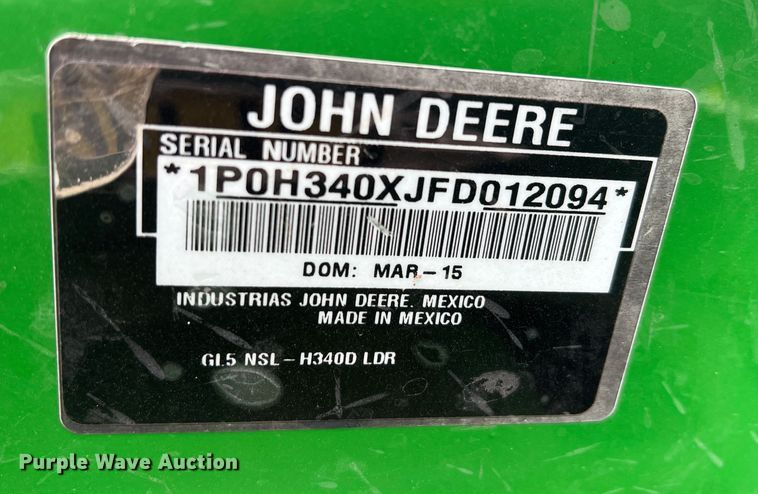 JOHN DEERE
SERIAL NUMBER
*1P0H340XJFD012094*
DOM: MAR-15
INDUSTRIAS JOHN DEERE. MEXICO
MADE IN MEXICO
GL5 NSL-H340D LDR
Purple Wave Auction